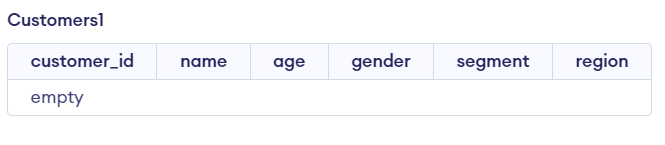 Customers1
customer_id name age gender segment region
empty